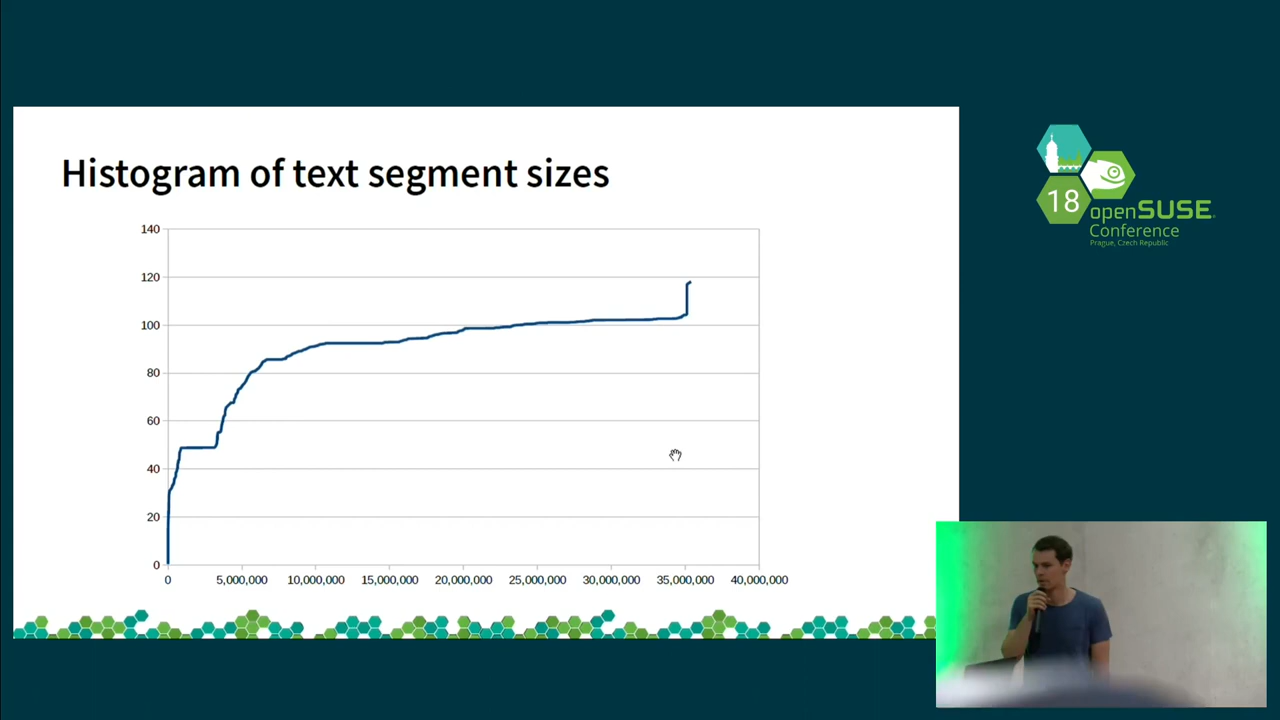 Histogram of text segment sizes
140
120
100
80
60
40
20
0
0 5,000,000 10,000,000 15,000,000 20,000,000 25,000,000 30,000,000 35,000,000 40,000,000
18
openSUSE
Conference
Prague, Czech Republic